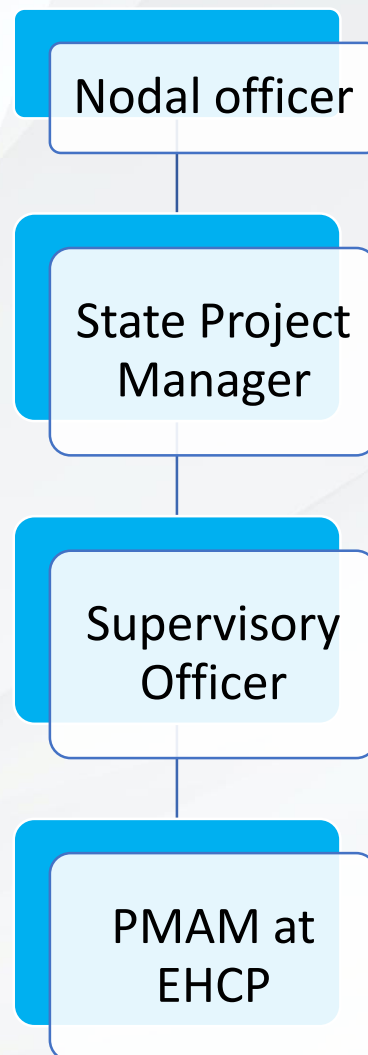 Nodal officer
State Project
Manager
Supervisory
Officer
PMAM at
EHCP